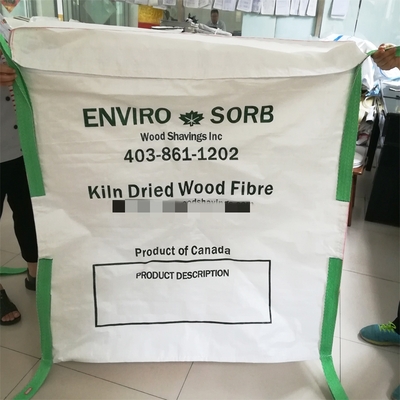 ENVIRO SORB
Wood Shavings Inc
403-861-1202
Kiln Dried Wood Fibre
Product of Canada
PRODUCT DESCRIPTION